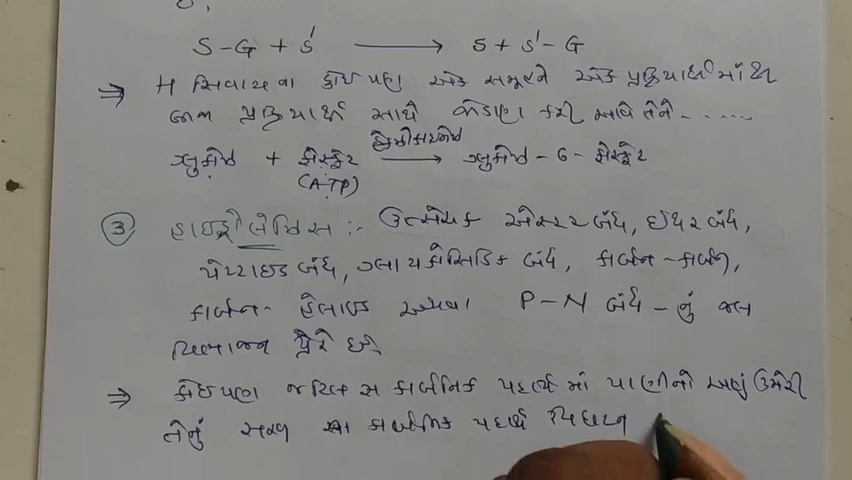 છે.
S-G + S' ⟶ S + S'-G
⇒ H સિવાયના કોઈ પણ એક સમૂહને એક પ્રક્રિયાર્થીમાંથી
પ્રક્રિયાર્થી સાથે જોડાણ કરી આપે તેને ......
ગ્લુકોઝ + ફોસ્ફેટ ⟶ ગ્લુકોઝ - 6 - ફોસ્ફેટ
(ATP)
③ હાઇડ્રોલેઝિસ :- ઉત્સેચક એસ્ટર બંધ, ઇથર બંધ,
પેપ્ટાઇડ બંધ, ગ્લાયકોસિડિક બંધ, કાર્બન-કાર્બન,
કાર્બન- હેલાઇડ અથવા P-N બંધ-નું જલ
વિભાજન પ્રેરે છે.
⇒ કોઈપણ જટિલ કાર્બનિક પદાર્થ માં પાણીનો અણુ ઉમેરી
તેનું સરળ કાર્બનિક પદાર્થ વિઘટન